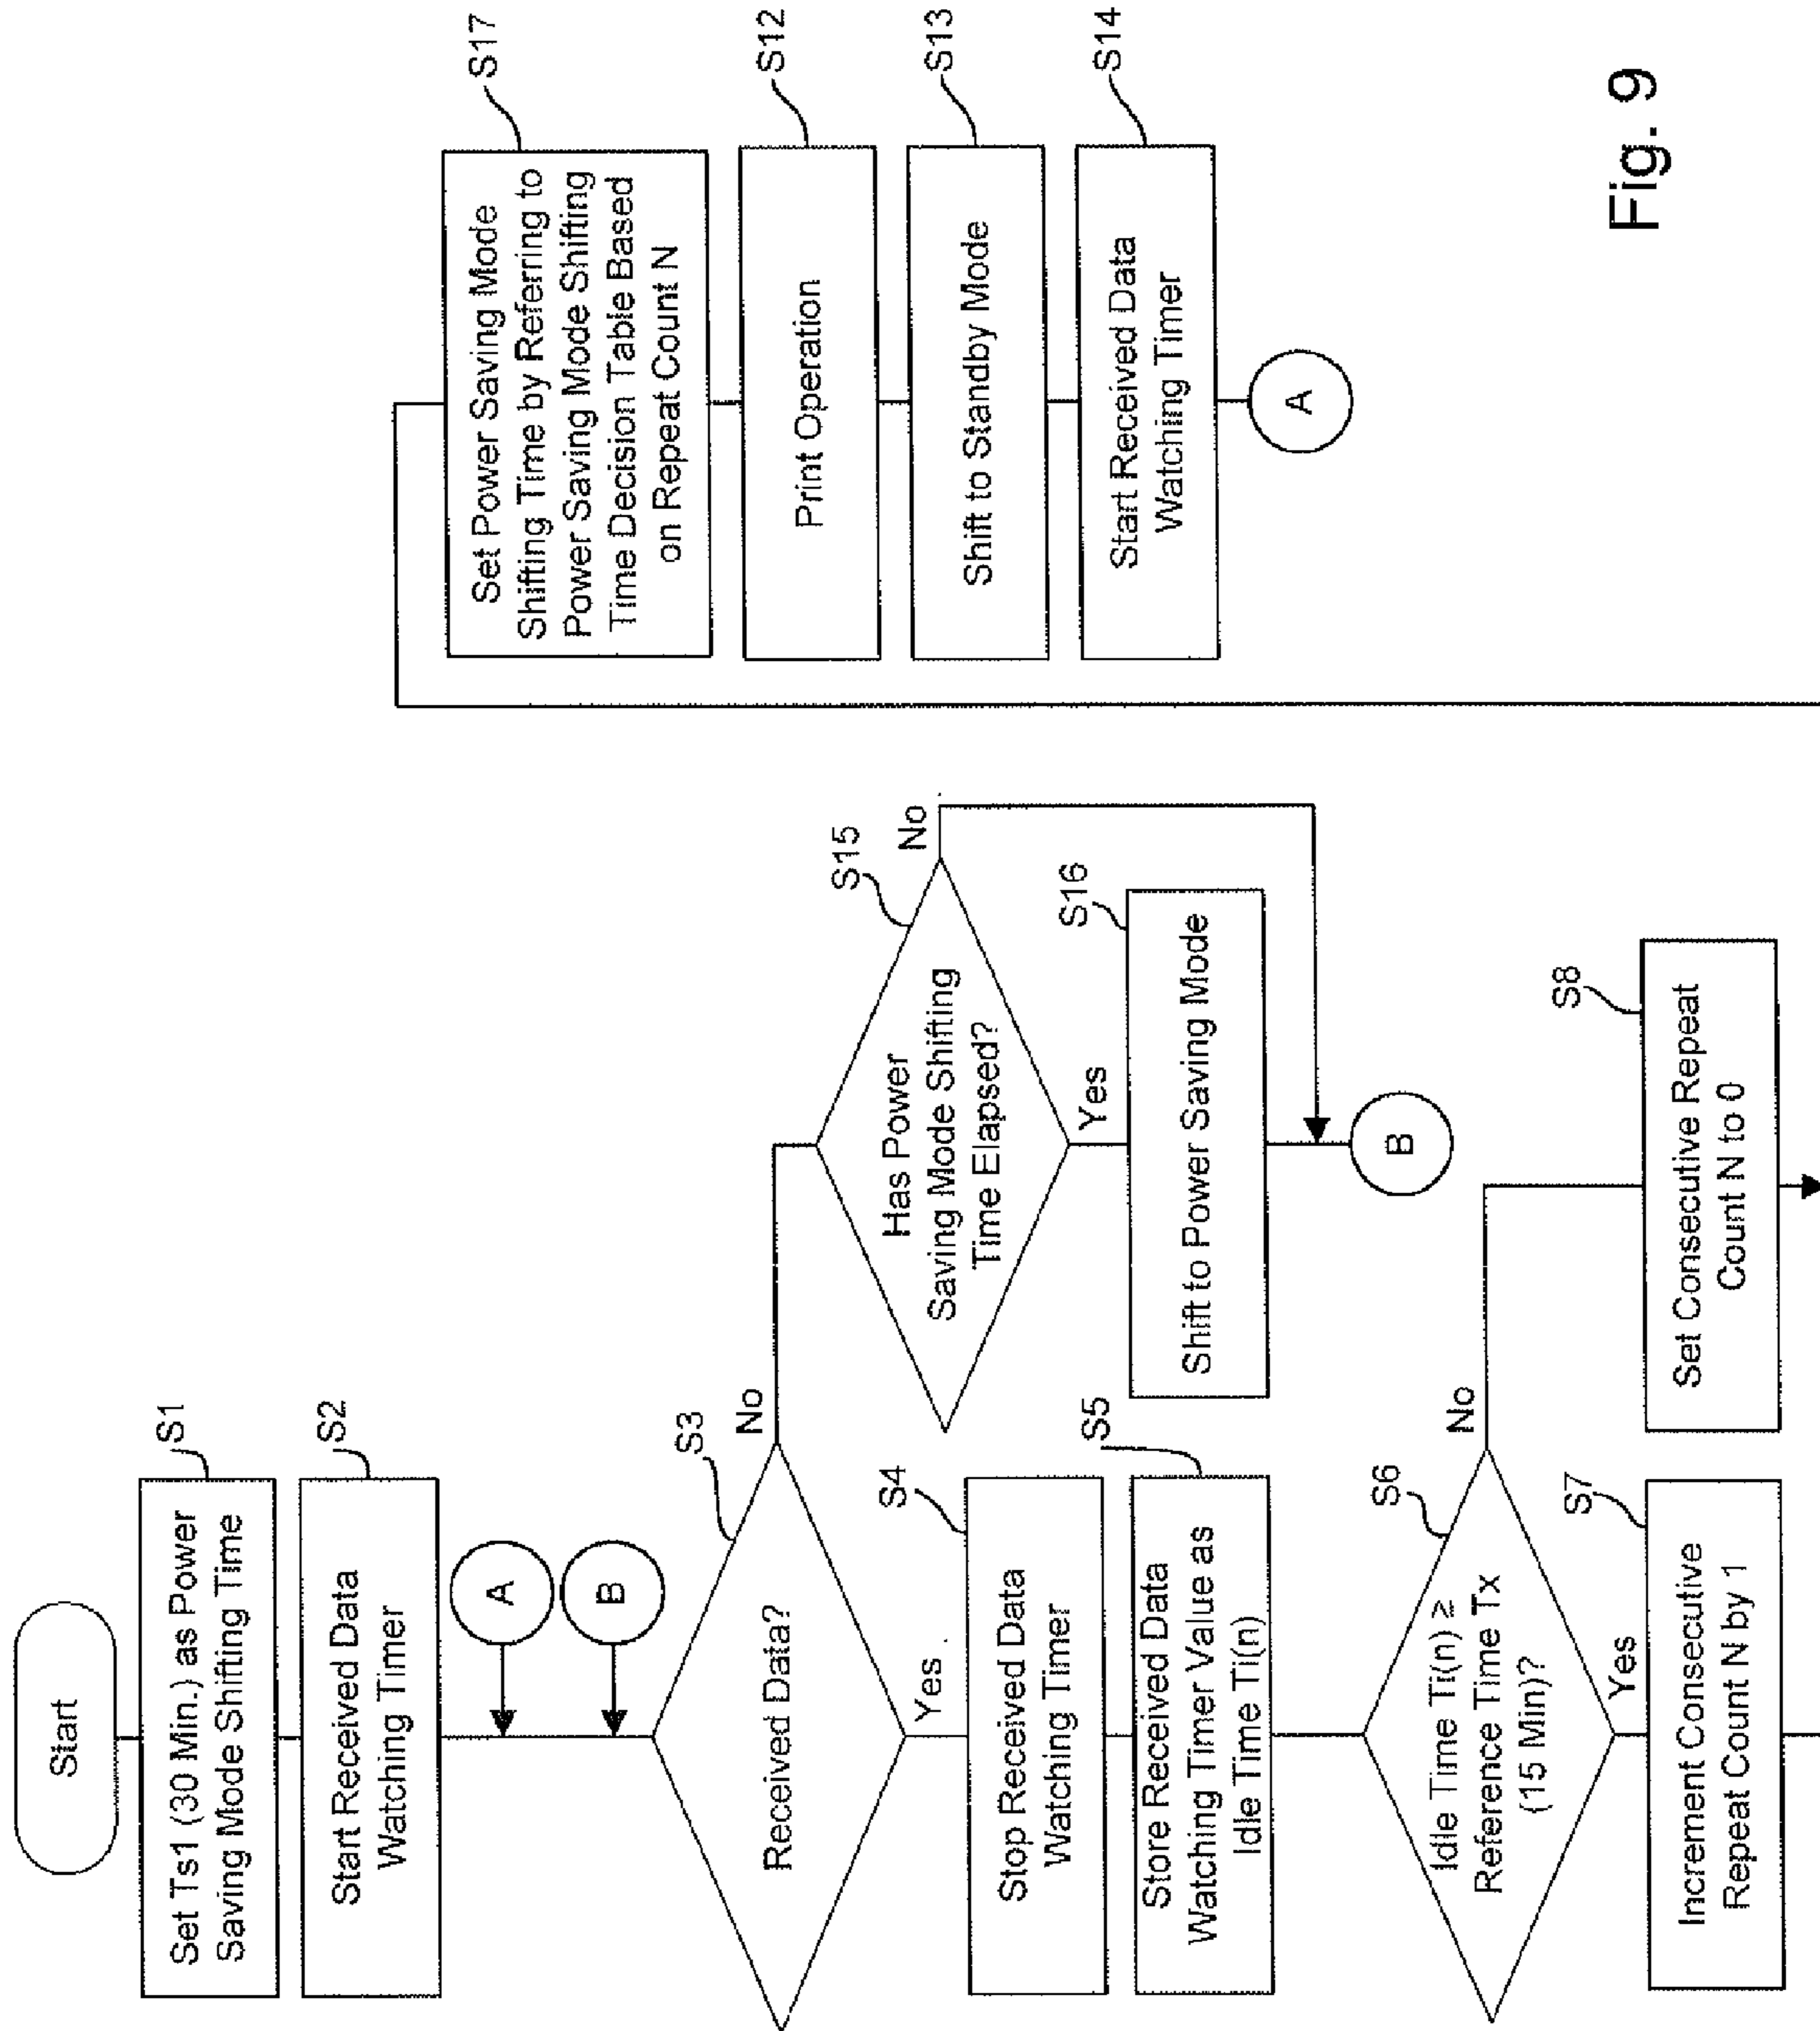 Start
Set Ts1 (30 Min.) as Power
Saving Mode Shifting Time
S1
Start Received Data
Watching Timer
S2
A
B
Received Data?
S3
No
Yes
Stop Received Data
Watching Timer
S4
Store Received Data
Watching Timer Value as
Idle Time Ti(n)
S5
Idle Time Ti(n) ≥
Reference Time Tx
(15 Min)?
S6
No
Yes
Increment Consecutive
Repeat Count N by 1
S7
Has Power
Saving Mode Shifting
Time Elapsed?
S15
No
Yes
Shift to Power Saving Mode
S16
B
Set Consecutive Repeat
Count N to 0
S8
Set Power Saving Mode
Shifting Time by Referring to
Power Saving Mode Shifting
Time Decision Table Based
on Repeat Count N
S17
Print Operation
S12
Shift to Standby Mode
S13
Start Received Data
Watching Timer
S14
A
Fig. 9